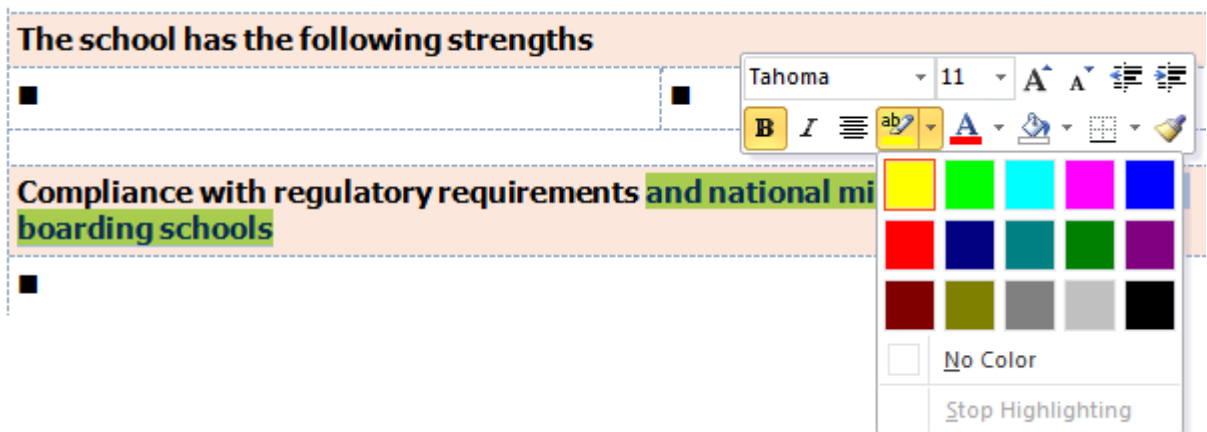 The school has the following strengths
■ ■
Tahoma 11 A A
B I ab A
Compliance with regulatory requirements and national mi
boarding schools
■
No Color
Stop Highlighting